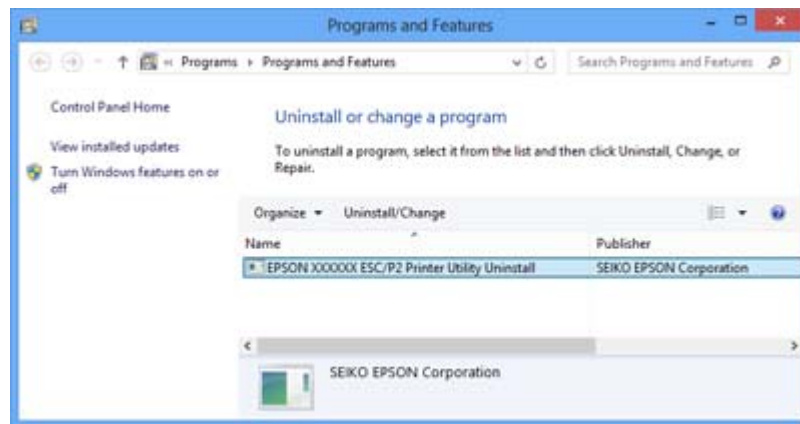 Programs and Features
« Programs ▸ Programs and Features
Search Programs and Features
Control Panel Home
View installed updates
Turn Windows features on or
off
Uninstall or change a program
To uninstall a program, select it from the list and then click Uninstall, Change, or
Repair.
Organize Uninstall/Change
Name Publisher
EPSON XXXXXX ESC/P2 Printer Utility Uninstall SEIKO EPSON Corporation
SEIKO EPSON Corporation